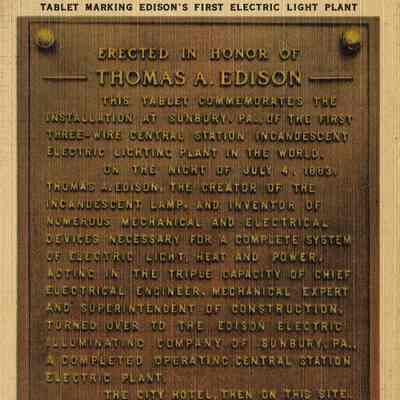 TABLET MARKING EDISON'S FIRST ELECTRIC LIGHT PLANT
ERECTED IN HONOR OF
THOMAS A. EDISON
THIS TABLET COMMEMORATES THE
INSTALLATION AT SUNBURY, PA., OF THE FIRST
THREE-WIRE CENTRAL STATION INCANDESCENT
ELECTRIC LIGHTING PLANT IN THE WORLD.
ON THE NIGHT OF JULY 4, 1883,
THOMAS A. EDISON, THE CREATOR OF THE
INCANDESCENT LAMP, AND INVENTOR OF
NUMEROUS MECHANICAL AND ELECTRICAL
DEVICES NECESSARY FOR A COMPLETE SYSTEM
OF ELECTRIC LIGHT, HEAT AND POWER,
ACTING IN THE TRIPLE CAPACITY OF CHIEF
ELECTRICAL ENGINEER, MECHANICAL EXPERT
AND SUPERINTENDENT OF CONSTRUCTION,
TURNED OVER TO THE EDISON ELECTRIC
ILLUMINATING COMPANY OF SUNBURY, PA.,
A COMPLETED OPERATING CENTRAL STATION
ELECTRIC PLANT.
THE CITY HOTEL, THEN ON THIS SITE,